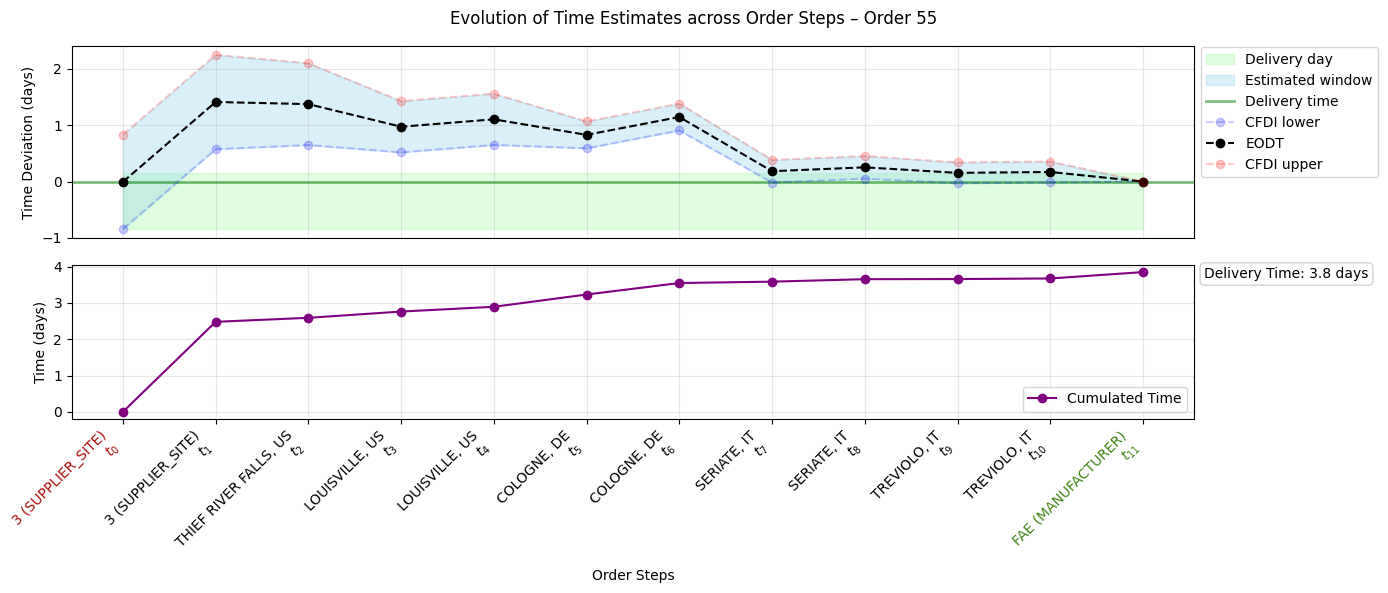 Evolution of Time Estimates across Order Steps – Order 55
Time Deviation (days)
2
1
0
−1
Delivery day
Estimated window
Delivery time
CFDI lower
EODT
CFDI upper
Time (days)
4
3
2
1
0
Cumulated Time
Delivery Time: 3.8 days
3 (SUPPLIER_SITE)
t0
3 (SUPPLIER_SITE)
t1
THIEF RIVER FALLS, US
t2
LOUISVILLE, US
t3
LOUISVILLE, US
t4
COLOGNE, DE
t5
COLOGNE, DE
t6
SERIATE, IT
t7
SERIATE, IT
t8
TREVIOLO, IT
t9
TREVIOLO, IT
t10
FAE (MANUFACTURER)
t11
Order Steps